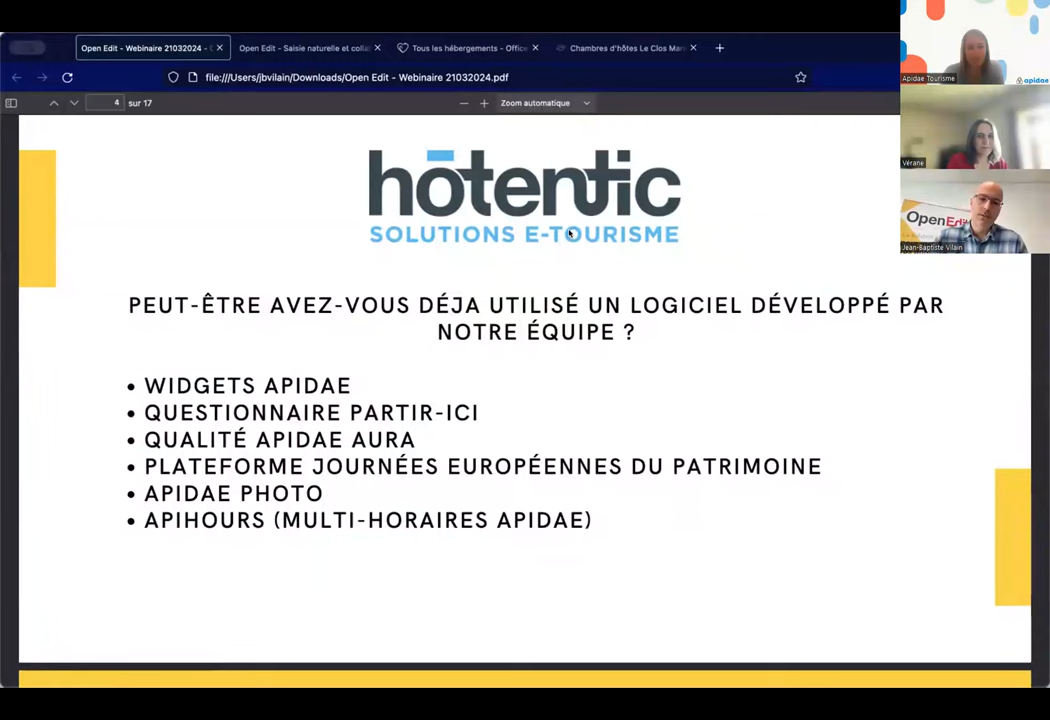 Open Edit - Webinaire 21032024 -
Open Edit - Saisie naturelle et collab
Tous les hébergements - Office
Chambres d'hôtes Le Clos Mar
file:///Users/jbvilain/Downloads/Open Edit - Webinaire 21032024.pdf
4 sur 17
Zoom automatique
Apidae Tourisme
apidae
Vérane
OpenEdit
Jean-Baptiste Vilain
hōtentic
SOLUTIONS E-TOURISME
PEUT-ÊTRE AVEZ-VOUS DÉJA UTILISÉ UN LOGICIEL DÉVELOPPÉ PAR
NOTRE ÉQUIPE ?
• WIDGETS APIDAE
• QUESTIONNAIRE PARTIR-ICI
• QUALITÉ APIDAE AURA
• PLATEFORME JOURNÉES EUROPÉENNES DU PATRIMOINE
• APIDAE PHOTO
• APIHOURS (MULTI-HORAIRES APIDAE)